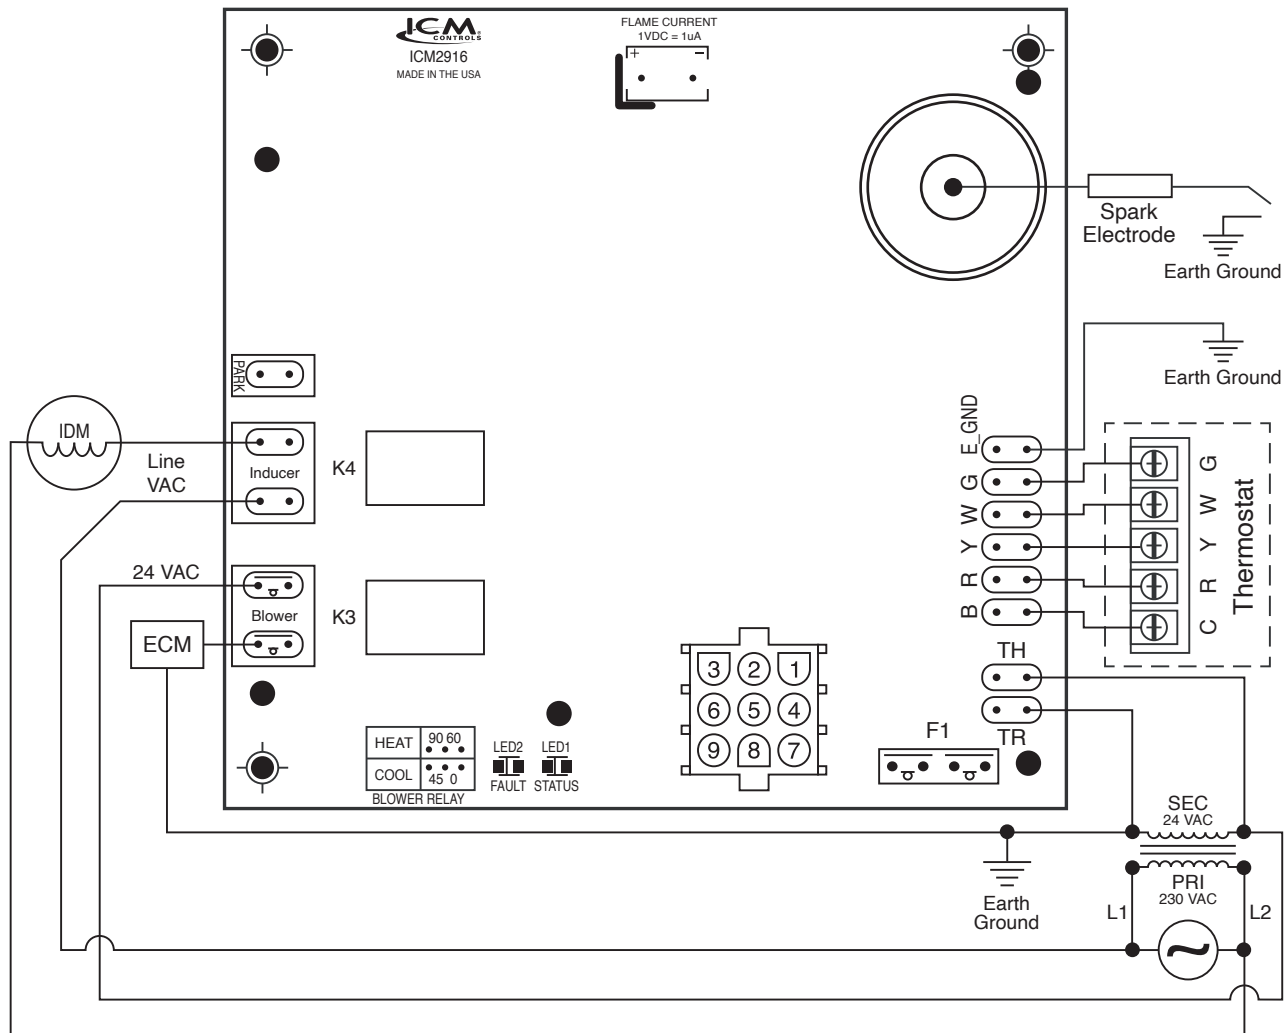 ICM
CONTROLS
ICM2916
MADE IN THE USA
FLAME CURRENT
1VDC = 1uA
+ −
Spark
Electrode
Earth Ground
Earth Ground
PARK
IDM
Line
VAC
Inducer
K4
24 VAC
Blower
K3
ECM
E_GND
G
W
Y
R
B
G
W
Y
R
C
Thermostat
TH
TR
3 2 1
6 5 4
9 8 7
F1
HEAT 90 60
COOL 45 0
BLOWER RELAY
LED2
FAULT
LED1
STATUS
SEC
24 VAC
PRI
230 VAC
L1
L2
Earth
Ground